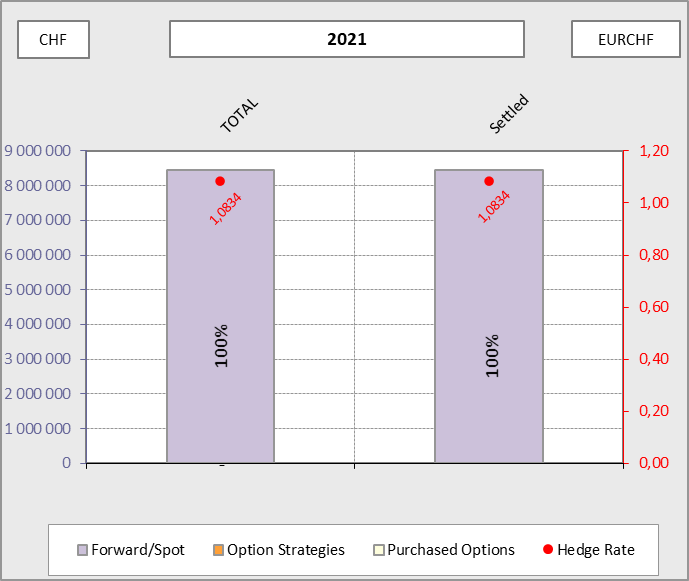 CHF
2021
EURCHF
TOTAL
Settled
9 000 000
8 000 000
7 000 000
6 000 000
5 000 000
4 000 000
3 000 000
2 000 000
1 000 000
0
1,0834
100%
-
1,0834
100%
1,20
1,00
0,80
0,60
0,40
0,20
0,00
Forward/Spot Option Strategies Purchased Options Hedge Rate